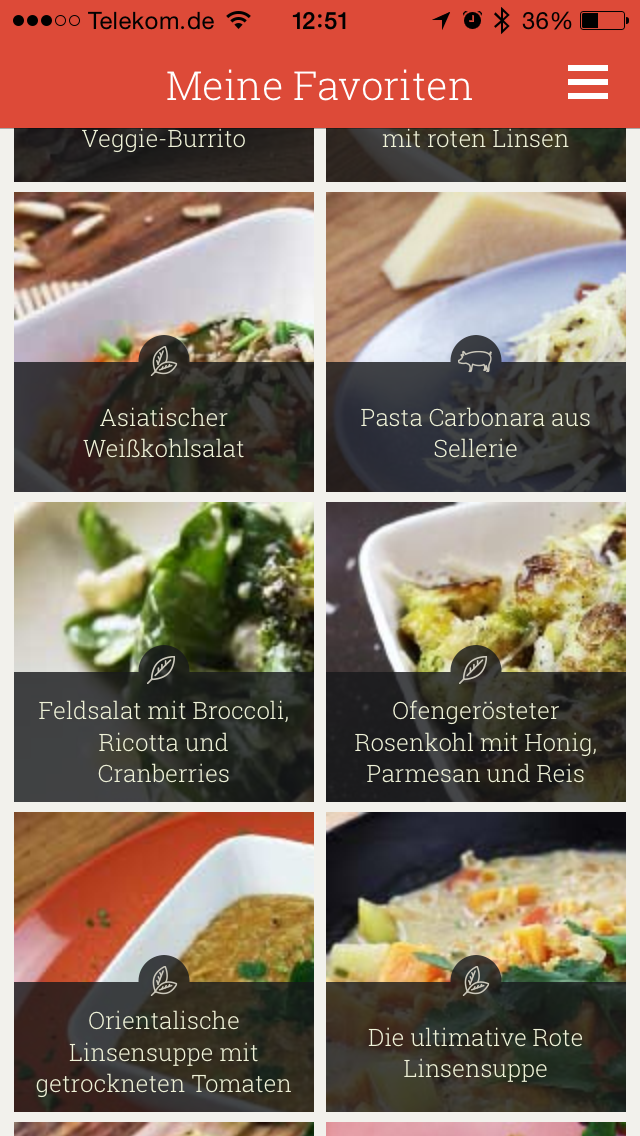 Telekom.de 12:51 36%
Meine Favoriten
Veggie-Burrito
mit roten Linsen
Asiatischer
Weißkohlsalat
Pasta Carbonara aus
Sellerie
Feldsalat mit Broccoli,
Ricotta und
Cranberries
Ofengerösteter
Rosenkohl mit Honig,
Parmesan und Reis
Orientalische
Linsensuppe mit
getrockneten Tomaten
Die ultimative Rote
Linsensuppe